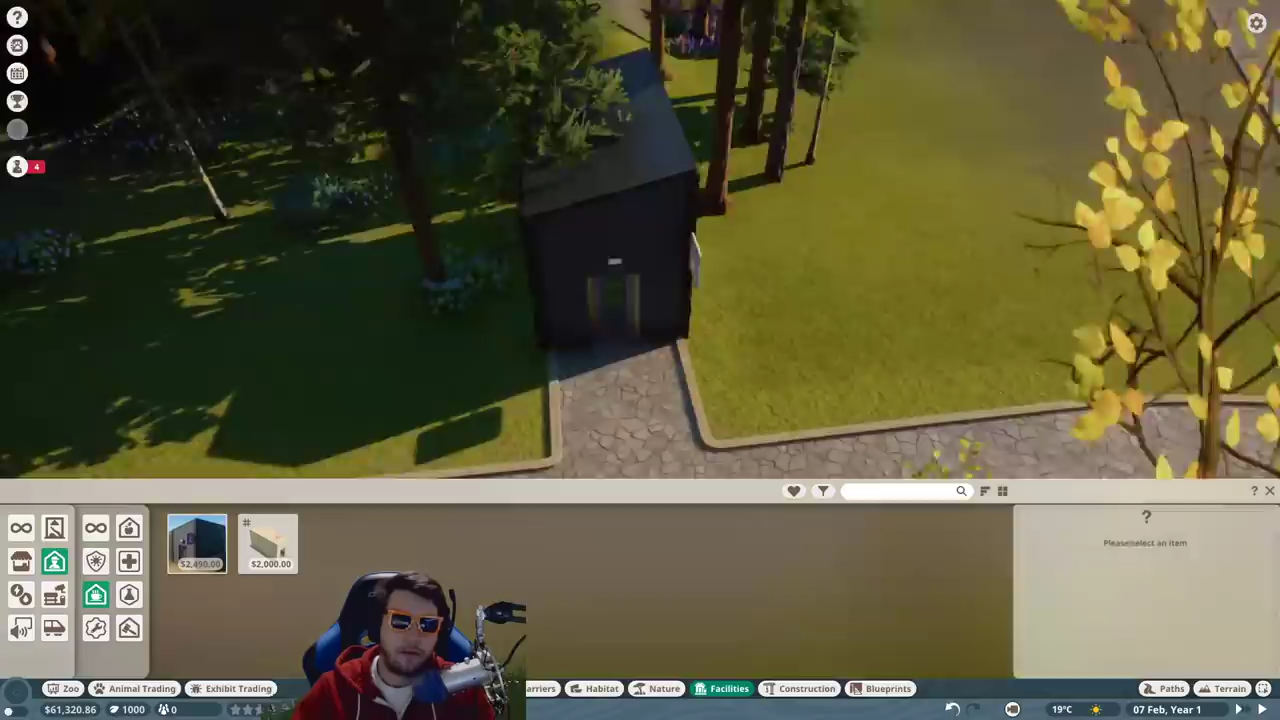 ?
4
? ×
?
Please select an item
$2,490.00
#
$2,000.00
Zoo Animal Trading Exhibit Trading arriers Habitat Nature Facilities Construction Blueprints Paths Terrain
$61,320.86 1000 0 19°C 07 Feb, Year 1